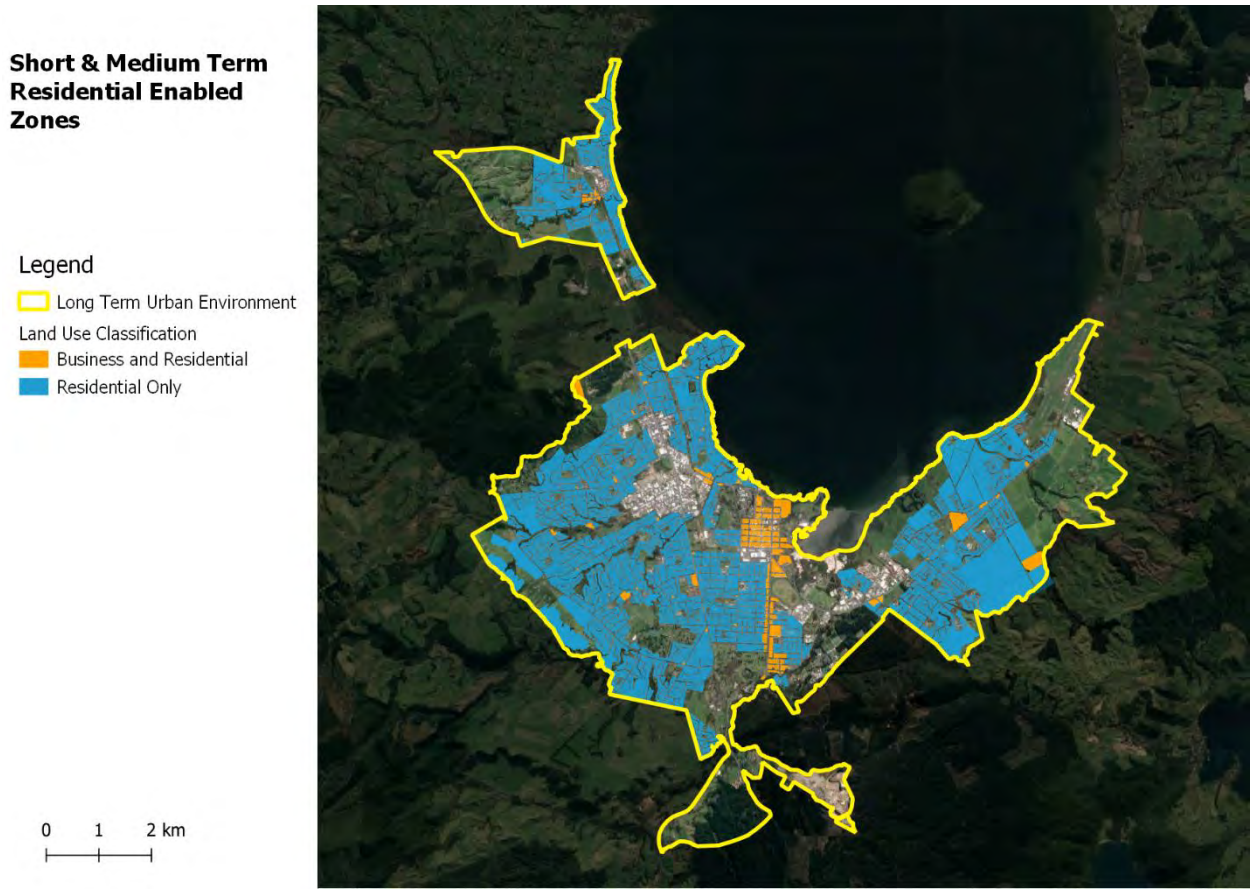 Short & Medium Term
Residential Enabled
Zones
Legend
Long Term Urban Environment
Land Use Classification
Business and Residential
Residential Only
0 1 2 km